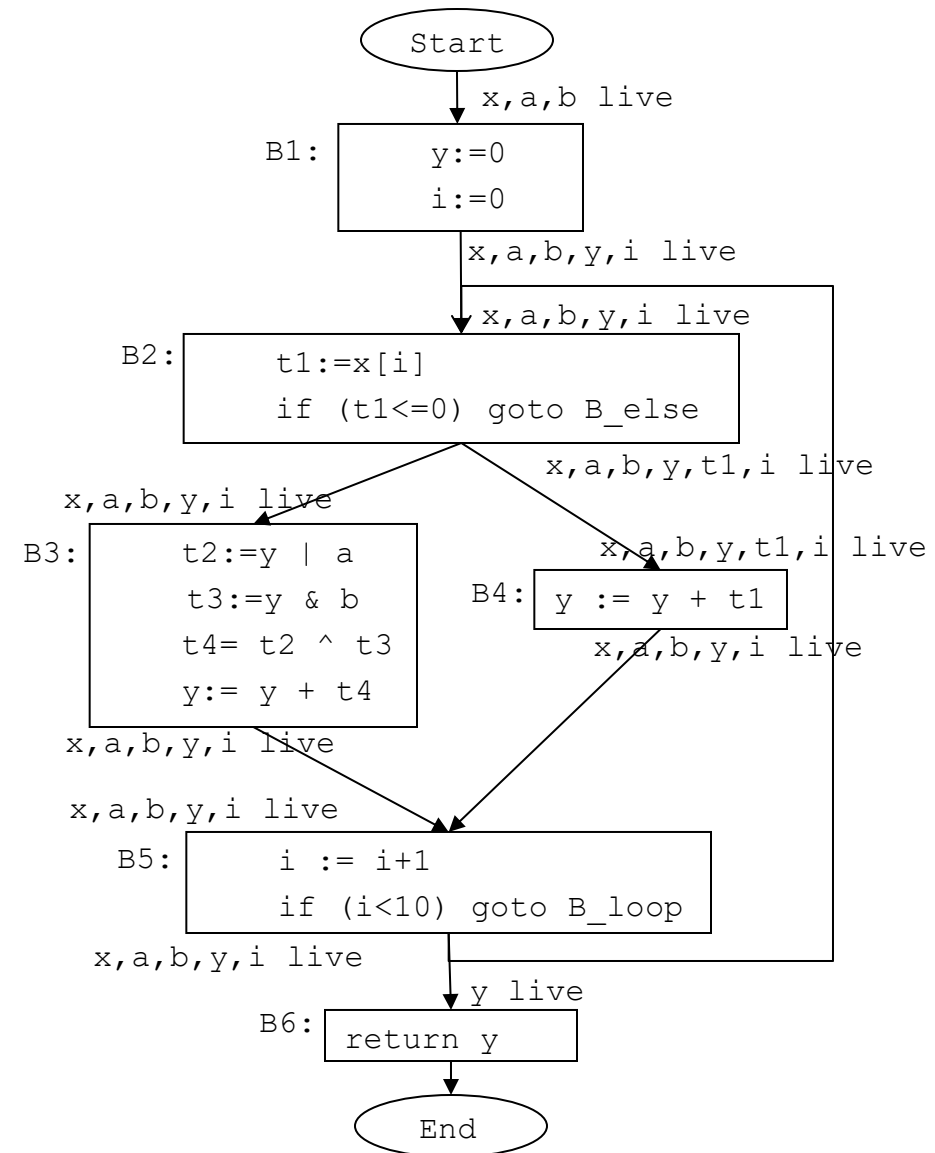 Start
x,a,b live
B1:
y:=0
i:=0
x,a,b,y,i live
x,a,b,y,i live
B2:
t1:=x[i]
if (t1<=0) goto B_else
x,a,b,y,t1,i live
x,a,b,y,i live
B3:
t2:=y | a
t3:=y & b
t4= t2 ^ t3
y:= y + t4
x,a,b,y,t1,i live
B4:
y := y + t1
x,a,b,y,i live
x,a,b,y,i live
x,a,b,y,i live
B5:
i := i+1
if (i<10) goto B_loop
x,a,b,y,i live
y live
B6:
return y
End